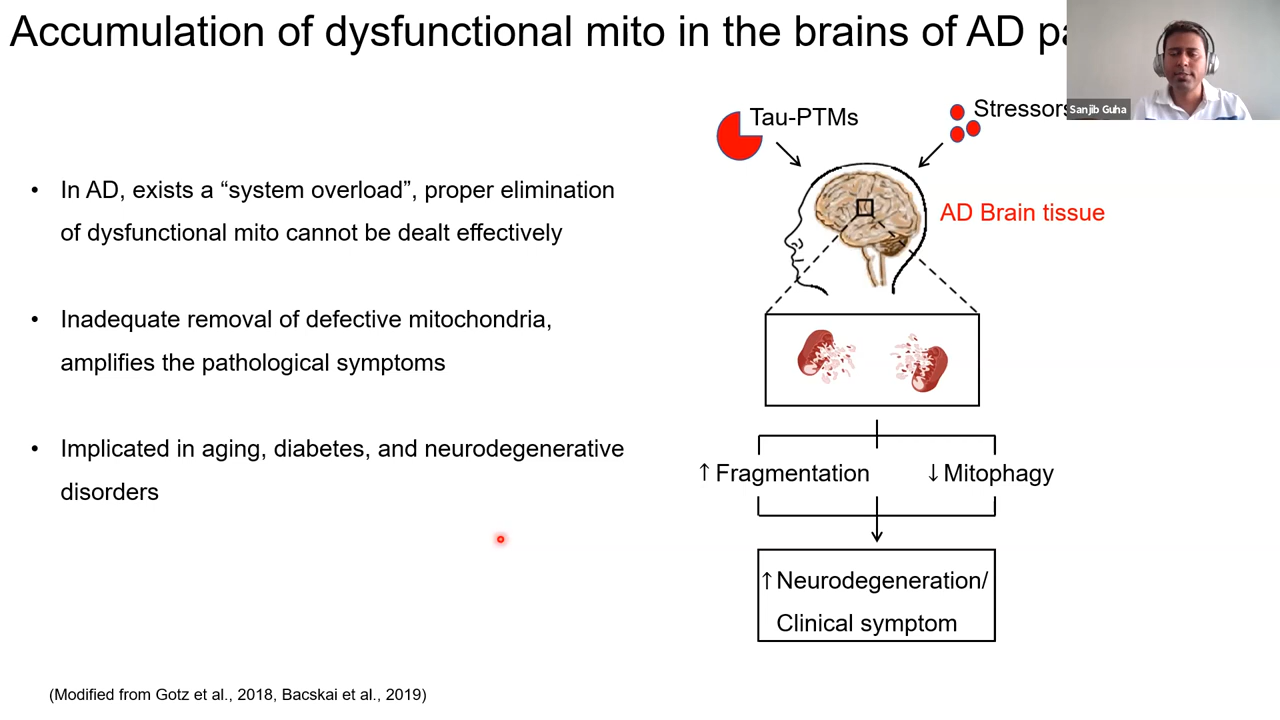 Accumulation of dysfunctional mito in the brains of AD
Sanjib Guha
Tau-PTMs
Stressors
• In AD, exists a “system overload”, proper elimination
of dysfunctional mito cannot be dealt effectively
AD Brain tissue
• Inadequate removal of defective mitochondria,
amplifies the pathological symptoms
• Implicated in aging, diabetes, and neurodegenerative
disorders
↑Fragmentation
↓Mitophagy
↑Neurodegeneration/
Clinical symptom
(Modified from Gotz et al., 2018, Bacskai et al., 2019)